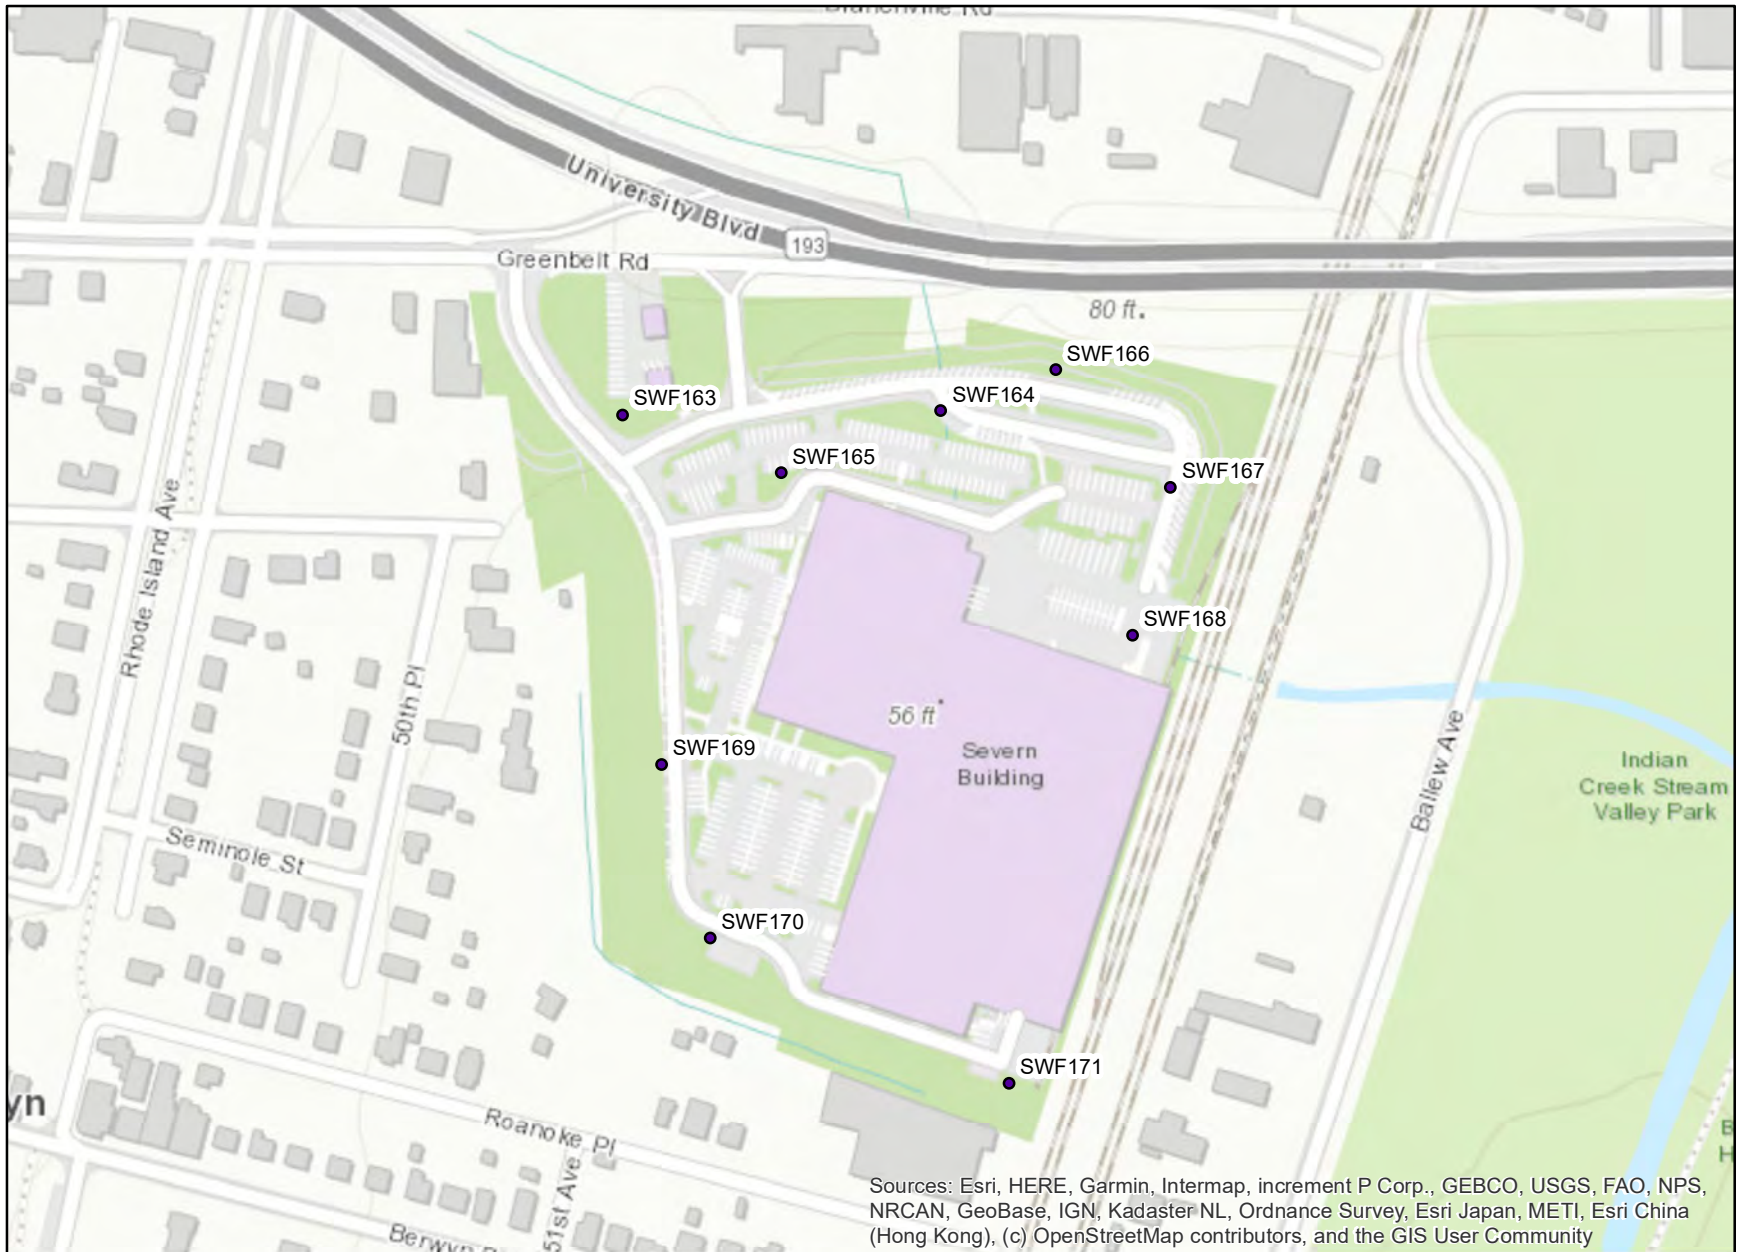 Branchville Rd
University Blvd
193
Greenbelt Rd
80 ft.
SWF166
SWF163
SWF164
SWF165
SWF167
Rhode Island Ave
SWF168
50th Pl
56 ft
SWF169
Severn
Building
Ballew Ave
Indian
Creek Stream
Valley Park
Seminole St
SWF170
SWF171
yn
Roanoke Pl
B
H
51st Ave
Berwyn
Sources: Esri, HERE, Garmin, Intermap, increment P Corp., GEBCO, USGS, FAO, NPS,
NRCAN, GeoBase, IGN, Kadaster NL, Ordnance Survey, Esri Japan, METI, Esri China
(Hong Kong), (c) OpenStreetMap contributors, and the GIS User Community